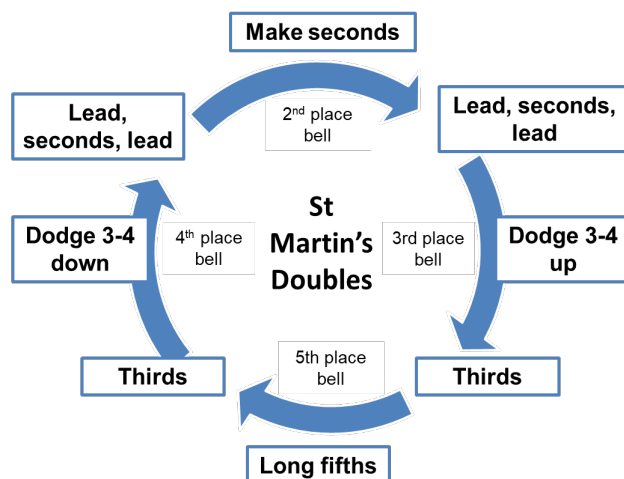 Make seconds
Lead,
seconds, lead
2nd place
bell
Lead, seconds,
lead
St
Martin's
Doubles
Dodge 3-4
down
4th place
bell
3rd place
bell
Dodge 3-4
up
5th place
bell
Thirds
Thirds
Long fifths